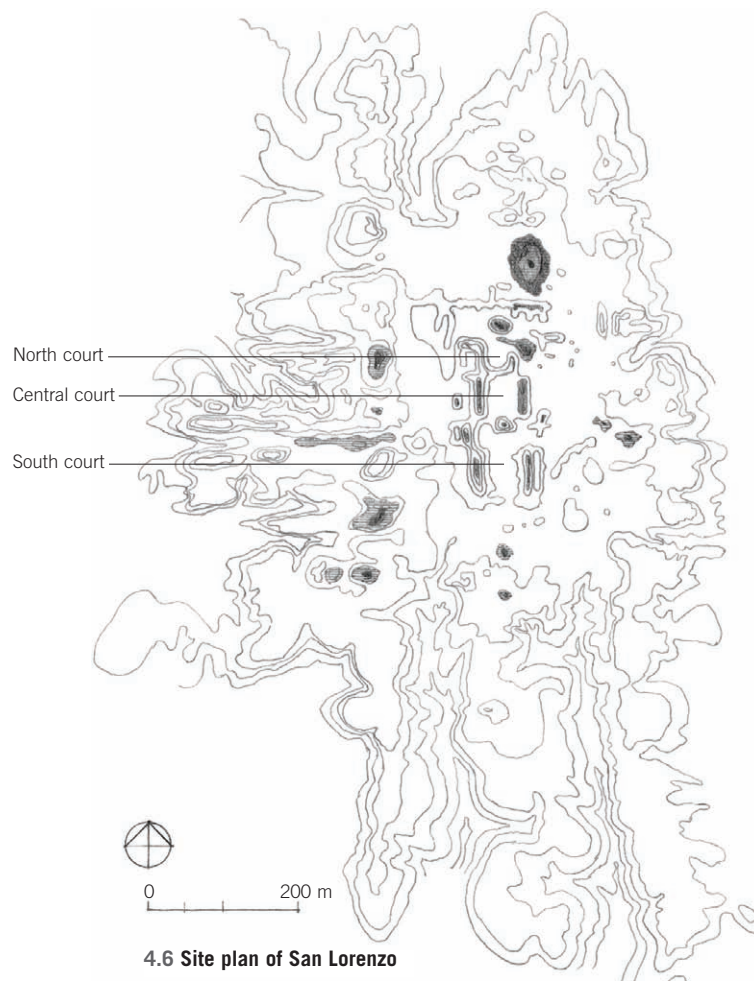 North court
Central court
South court
0 200 m
4.6 Site plan of San Lorenzo